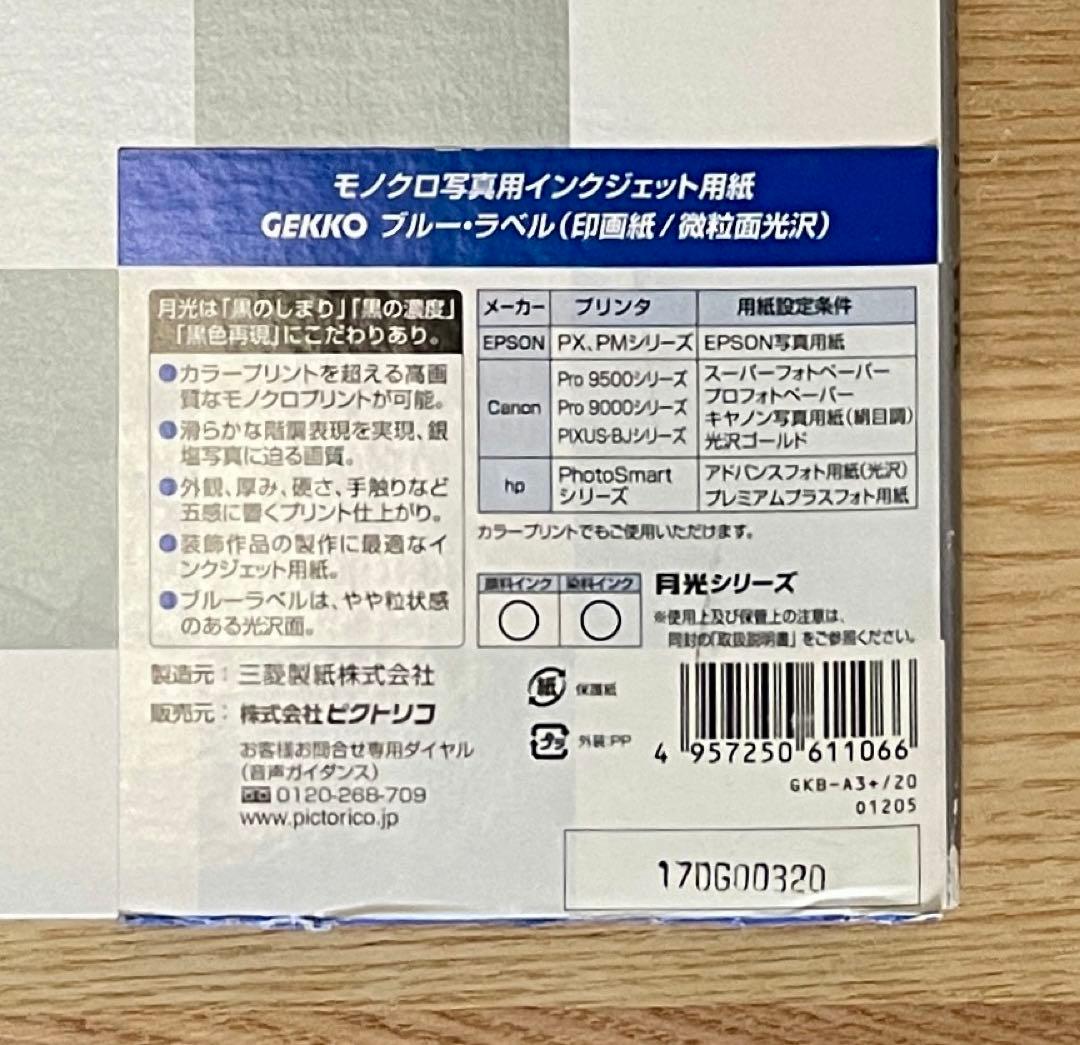 モノクロ写真用インクジェット用紙
GEKKO ブルー・ラベル(印画紙/微粒面光沢)
月光は「黒のしまり」「黒の濃度」
「黒色再現」にこだわりあり。
●カラープリントを超える高画
質なモノクロプリントが可能。
●滑らかな階調表現を実現、銀
塩写真に迫る画質。
●外観、厚み、硬さ、手触りなど
五感に響くプリント仕上がり。
●装飾作品の製作に最適なイ
ンクジェット用紙。
●ブルーラベルは、やや粒状感
のある光沢面。
メーカー プリンタ 用紙設定条件
EPSON PX、PMシリーズ EPSON写真用紙
Canon
Pro 9500シリーズ
Pro 9000シリーズ
PIXUS・BJシリーズ
スーパーフォトペーパー
プロフォトペーパー
キヤノン写真用紙(絹目調)
光沢ゴールド
hp
PhotoSmart
シリーズ
アドバンスフォト用紙(光沢)
プレミアムプラスフォト用紙
カラープリントでもご使用いただけます。
顔料インク 染料インク
○ ○
月光シリーズ
※使用上及び保管上の注意は、
同封の「取扱説明書」をご参照ください。
製造元:三菱製紙株式会社
販売元:株式会社ピクトリコ
お客様お問合せ専用ダイヤル
(音声ガイダンス)
0120-268-709
www.pictorico.jp
紙 保護紙
プラ 外装:PP
4 957250 611066
GKB-A3+/20
01205
17DG00320